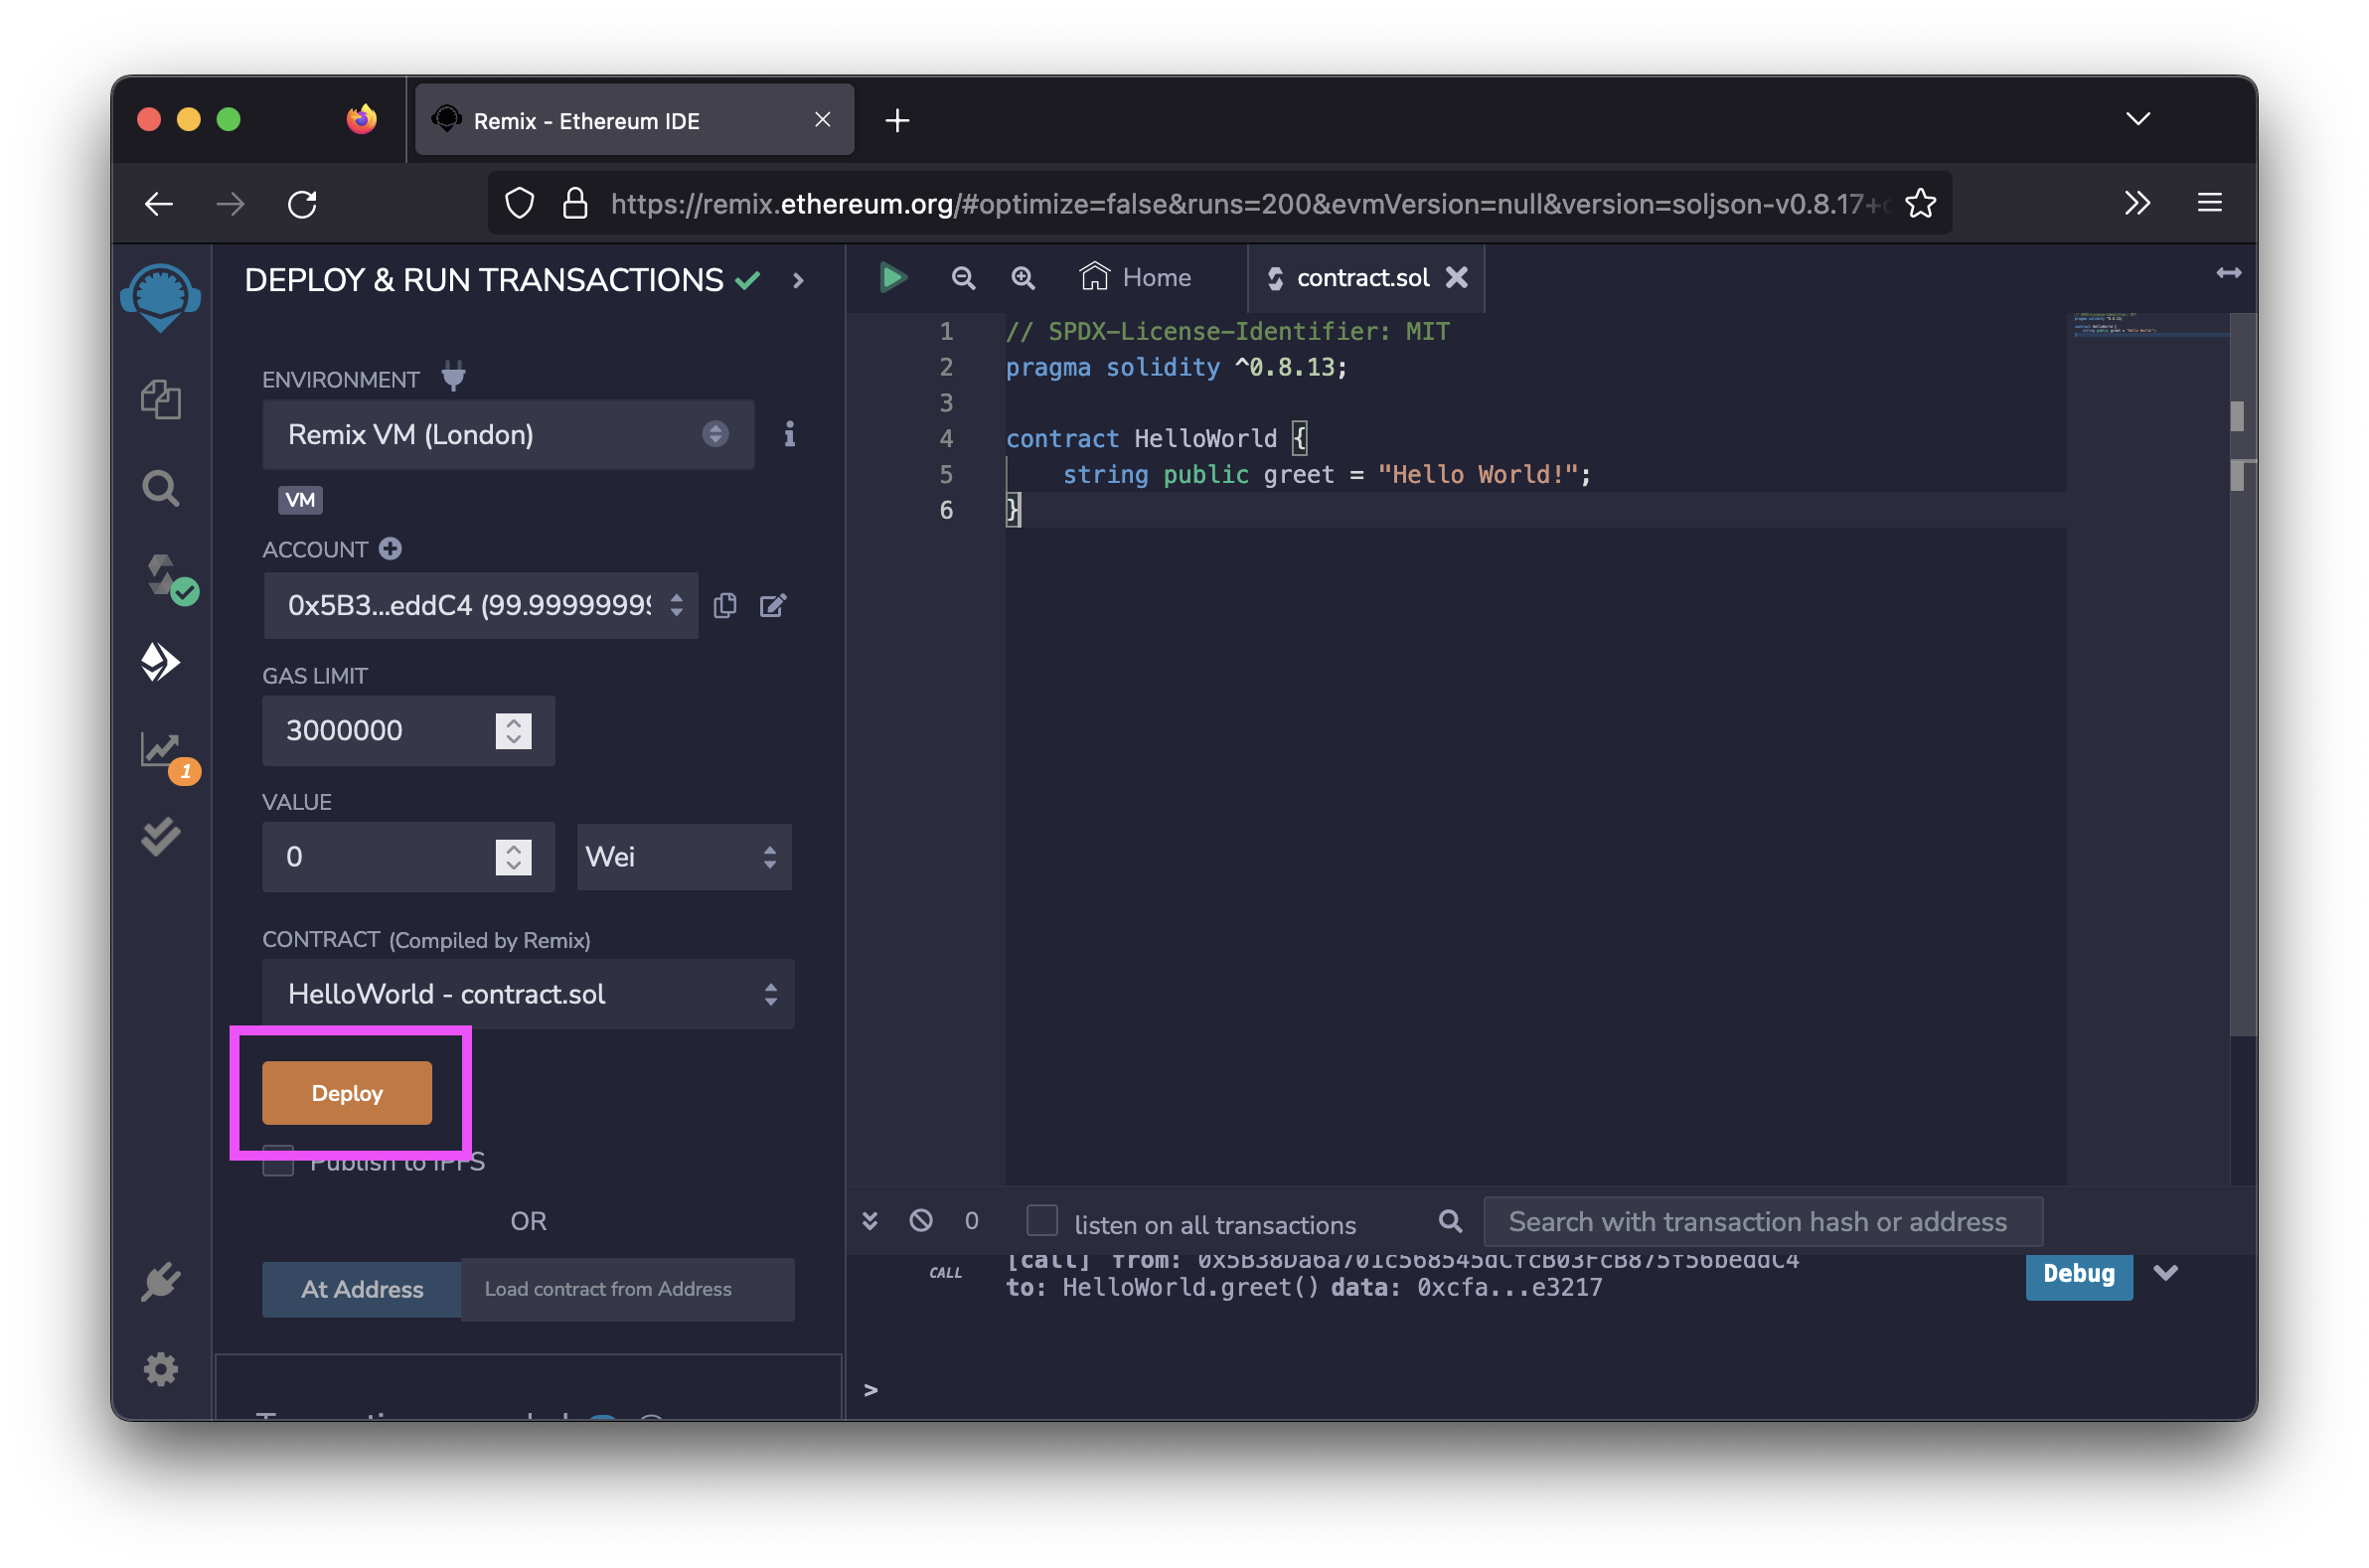 Remix - Ethereum IDE
https://remix.ethereum.org/#optimize=false&runs=200&evmVersion=null&version=soljson-v0.8.17+c
DEPLOY & RUN TRANSACTIONS
ENVIRONMENT
Remix VM (London)
VM
ACCOUNT
0x5B3...eddC4 (99.99999999
GAS LIMIT
3000000
VALUE
0
Wei
CONTRACT (Compiled by Remix)
HelloWorld - contract.sol
Deploy
Publish to IPFS
OR
At Address
Load contract from Address
1
Home
contract.sol
1 // SPDX-License-Identifier: MIT
2 pragma solidity ^0.8.13;
3
4 contract HelloWorld {
5 string public greet = "Hello World!";
6 }
0
listen on all transactions
Search with transaction hash or address
CALL
[call] from: 0x5B38Da6a701c568545dCfcB03FcB875f56beddC4
to: HelloWorld.greet() data: 0xcfa...e3217
Debug
>